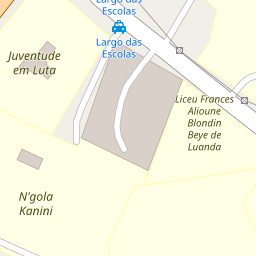 Largo das
Escolas
Largo das
Escolas
Juventude
em Luta
Liceu Frances
Alioune
Blondin
Beye de
Luanda
N'gola
Kanini